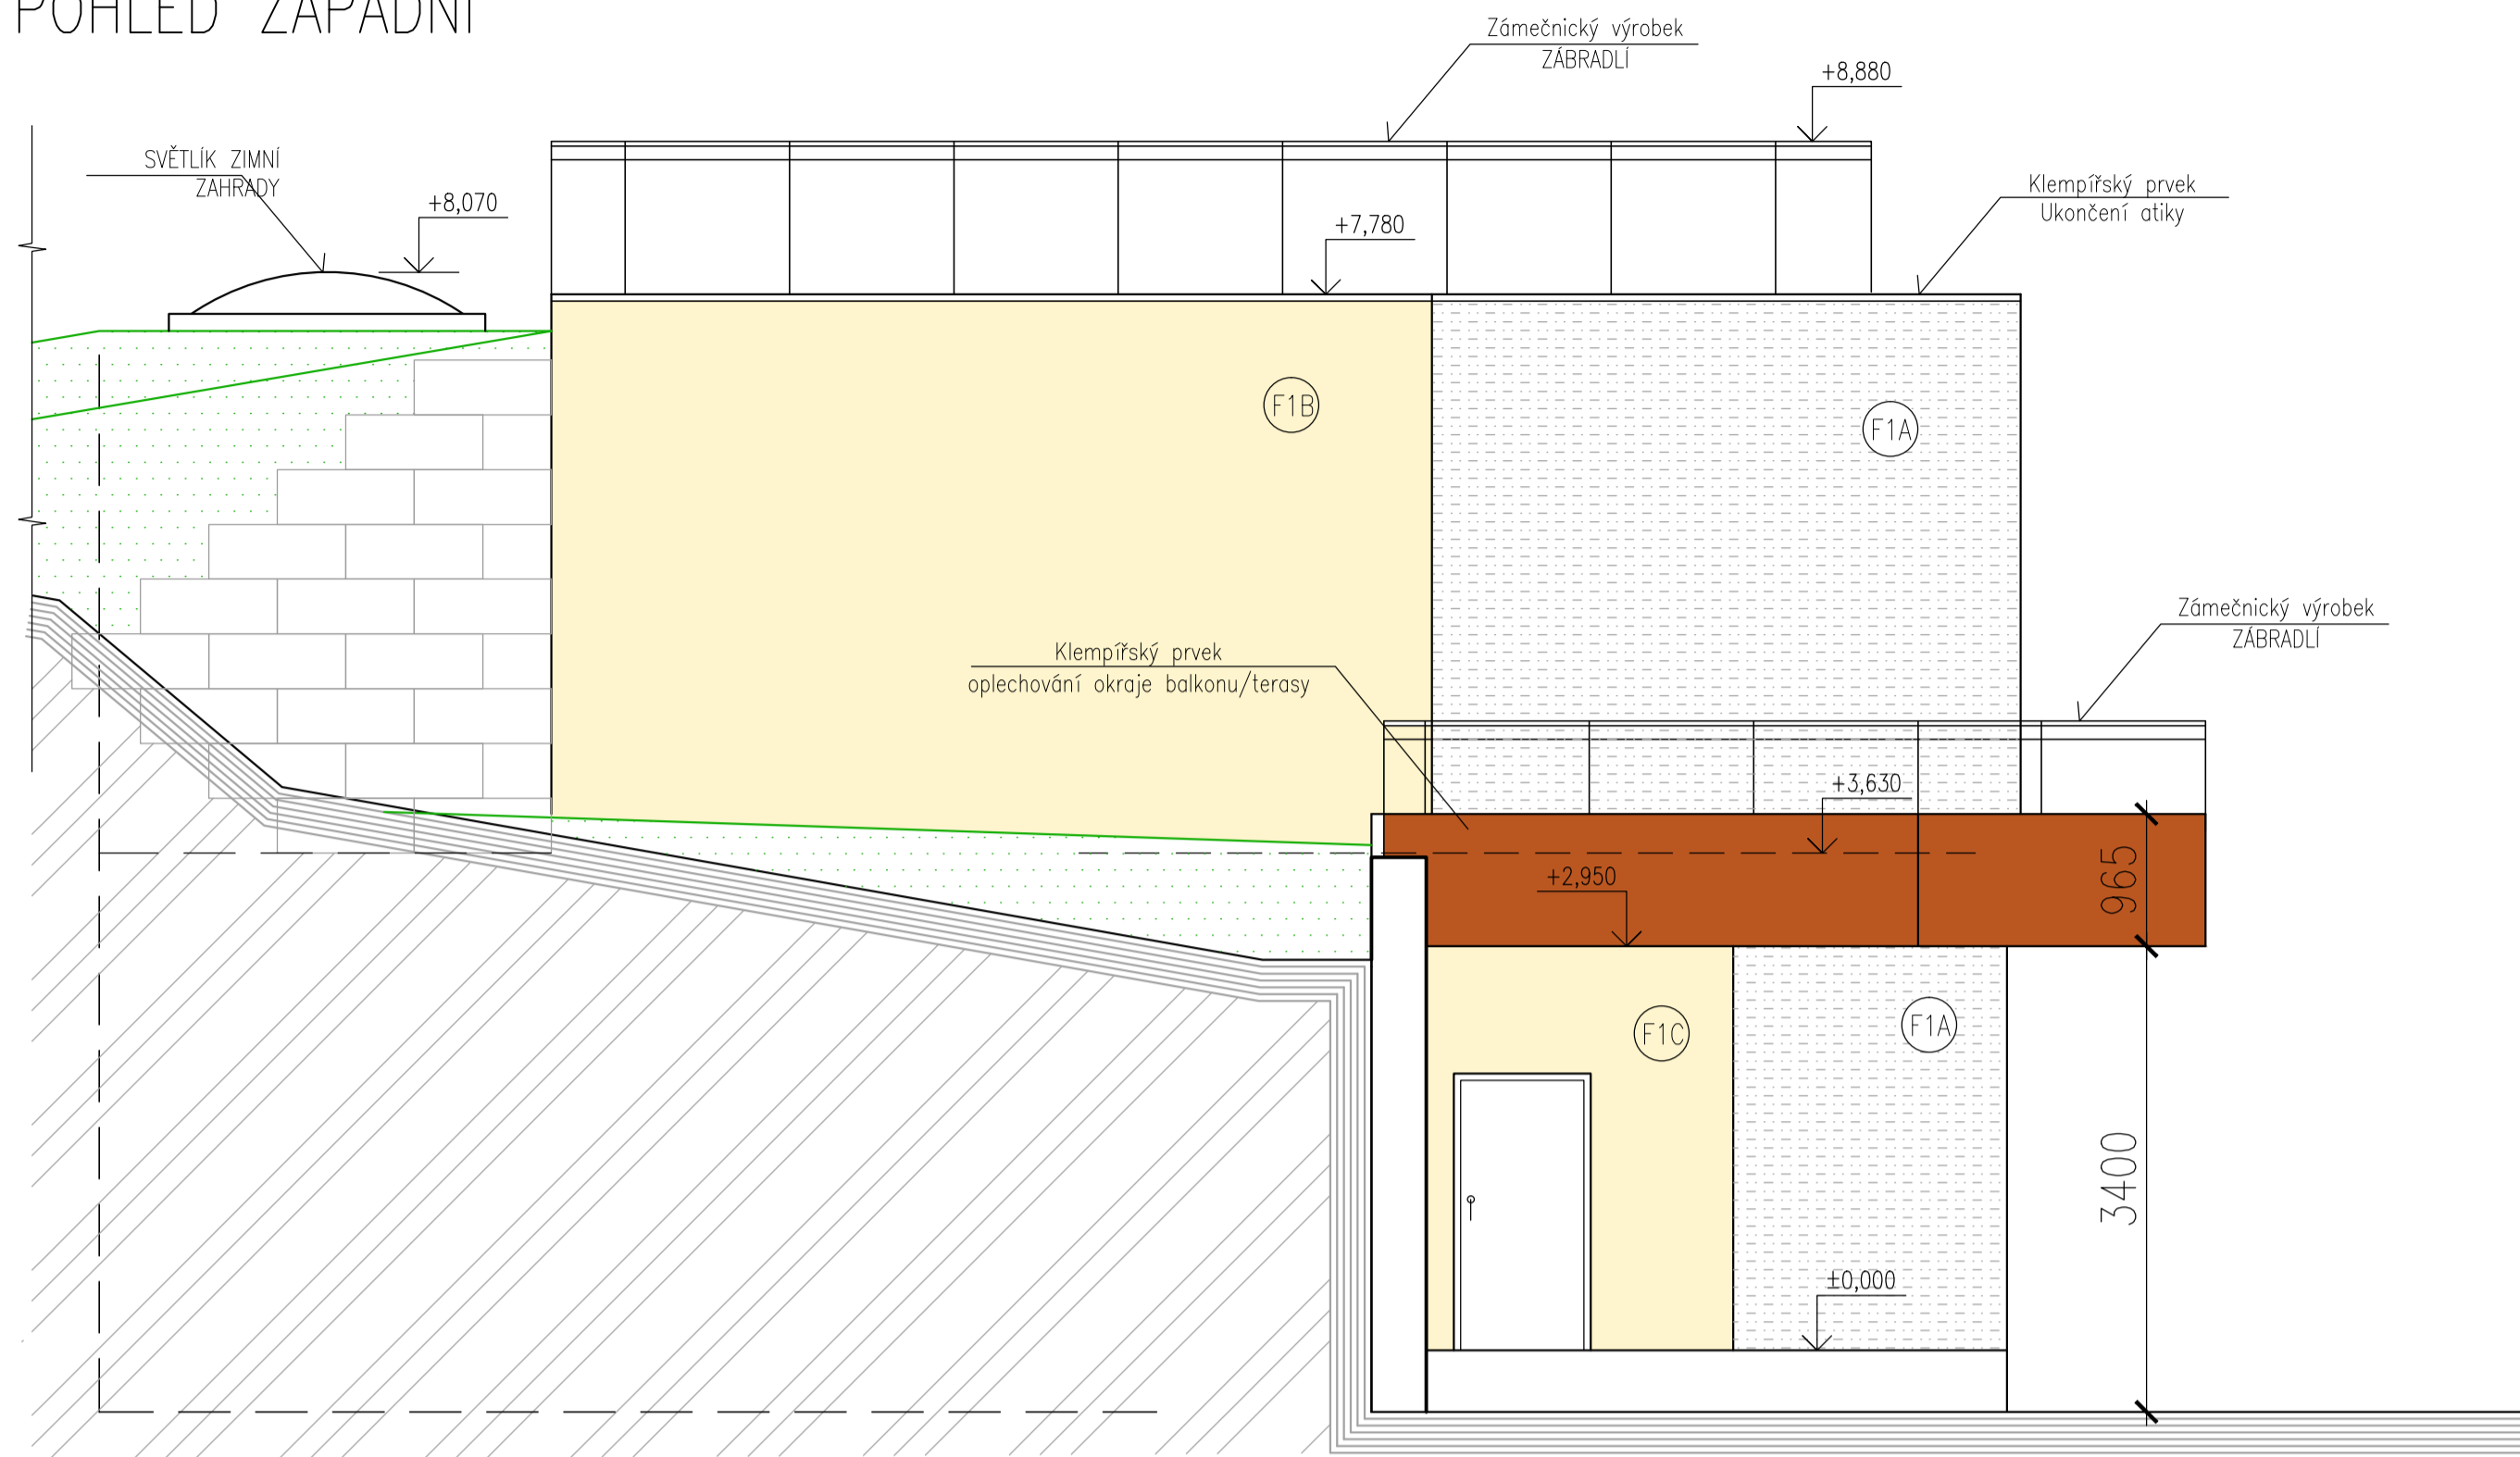 POHLED ZÁPADNÍ
Zámečnický výrobek
ZÁBRADLÍ
+8,880
SVĚTLÍK ZIMNÍ
ZAHRADY
+8,070
+7,780
Klempířský prvek
Ukončení atiky
F1B
F1A
Klempířský prvek
oplechování okraje balkonu/terasy
Zámečnický výrobek
ZÁBRADLÍ
+3,630
+2,950
965
F1C
F1A
3400
±0,000